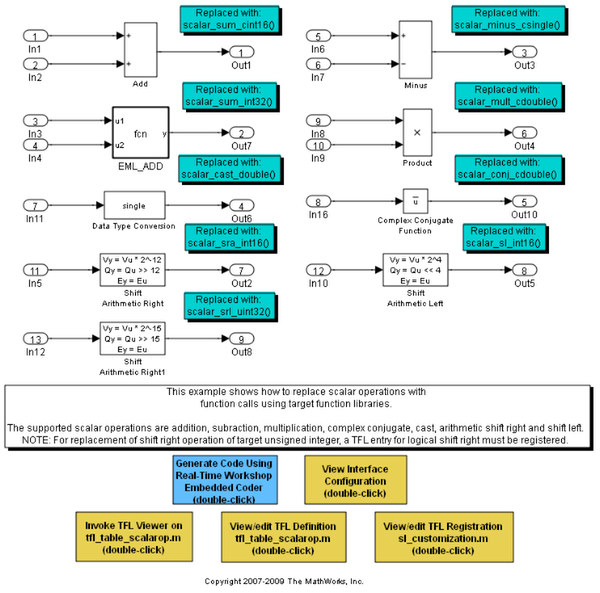 Replaced with:
scalar_sum_cint16()
1
In1
2
In2
+
+
Add
1
Out1
Replaced with:
scalar_minus_csingle()
5
In6
6
In7
+
−
Minus
3
Out3
Replaced with:
scalar_sum_int32()
3
In3
4
In4
u1
u2
fcn
y
EML_ADD
2
Out7
Replaced with:
scalar_mult_cdouble()
9
In8
10
In9
×
Product
6
Out4
Replaced with:
scalar_cast_double()
7
In11
single
Data Type Conversion
4
Out6
Replaced with:
scalar_conj_cdouble()
8
In16
u
Complex Conjugate
Function
5
Out10
Replaced with:
scalar_sra_int16()
11
In5
Vy = Vu * 2^-12
Qy = Qu >> 12
Ey = Eu
Shift
Arithmetic Right
7
Out2
Replaced with:
scalar_sl_int16()
12
In10
Vy = Vu * 2^4
Qy = Qu << 4
Ey = Eu
Shift
Arithmetic Left
8
Out5
Replaced with:
scalar_srl_uint32()
13
In12
Vy = Vu * 2^-15
Qy = Qu >> 15
Ey = Eu
Shift
Arithmetic Right1
9
Out8
This example shows how to replace scalar operations with
function calls using target function libraries.
The supported scalar operations are addition, subraction, multiplication, complex conjugate, cast, arithmetic shift right and shift left.
NOTE: For replacement of shift right operation of target unsigned integer, a TFL entry for logical shift right must be registered.
Generate Code Using
Real-Time Workshop
Embedded Coder
(double-click)
View Interface
Configuration
(double-click)
Invoke TFL Viewer on
tfl_table_scalarop.m
(double-click)
View/edit TFL Definition
tfl_table_scalarop.m
(double-click)
View/edit TFL Registration
sl_customization.m
(double-click)
Copyright 2007-2009 The MathWorks, Inc.